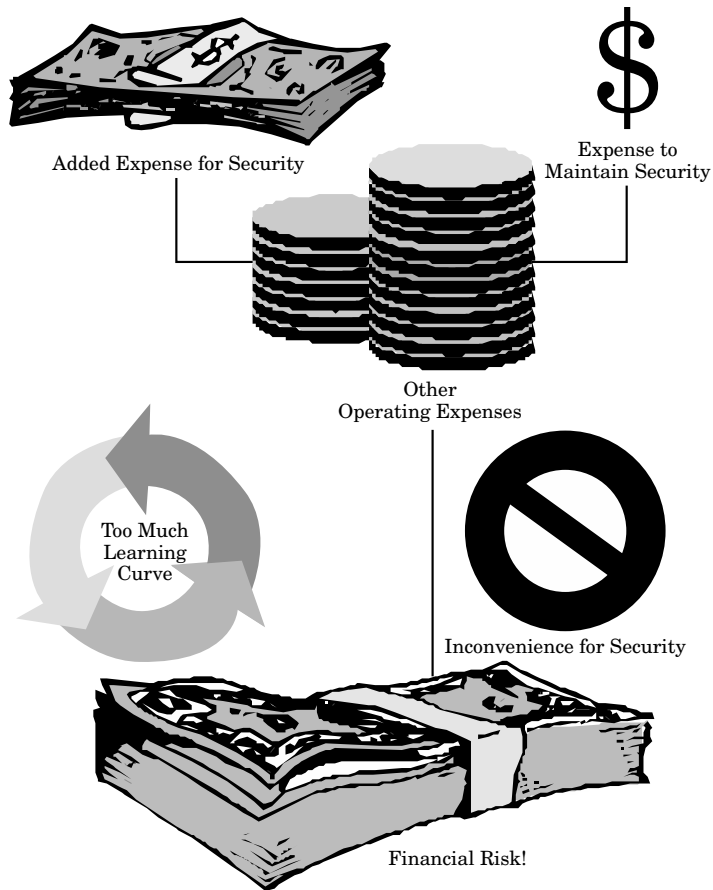 $
$
Added Expense for Security
Expense to
Maintain Security
Other
Operating Expenses
Too Much
Learning
Curve
Inconvenience for Security
Financial Risk!